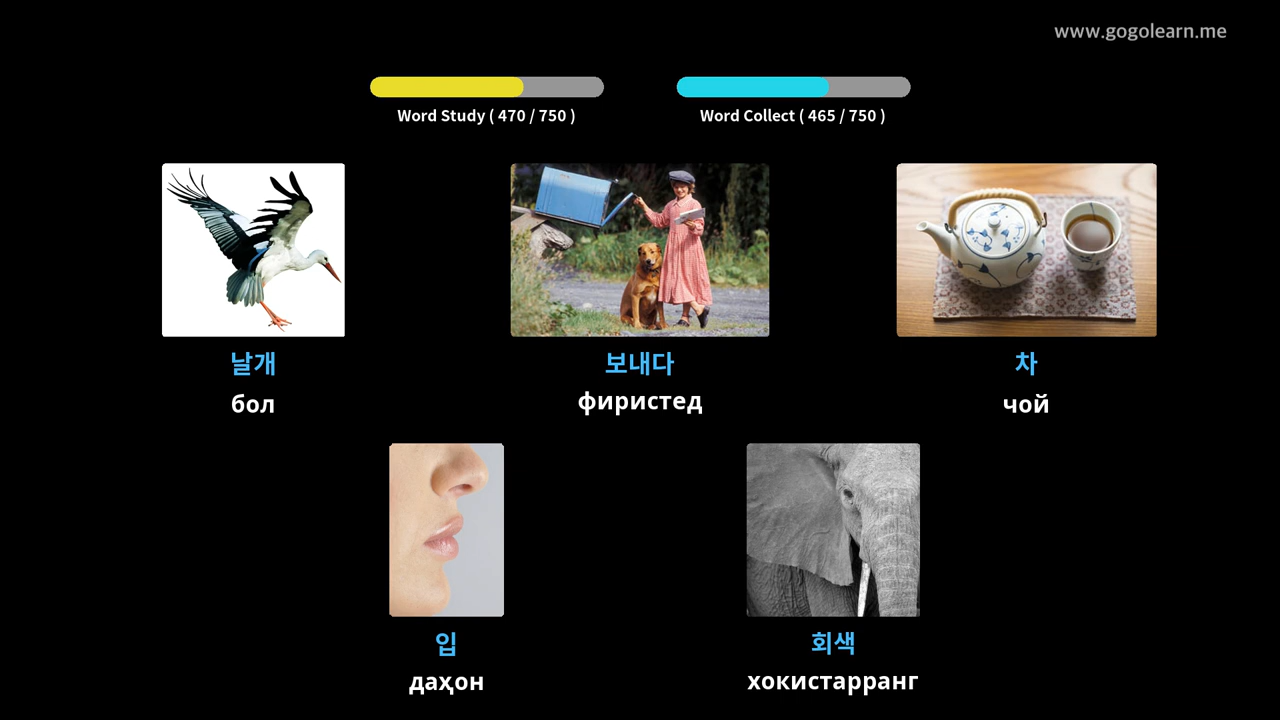 www.gogolearn.me
Word Study ( 470 / 750 )
Word Collect ( 465 / 750 )
날개
бол
보내다
фиристед
차
чой
입
даҳон
회색
хокистарранг